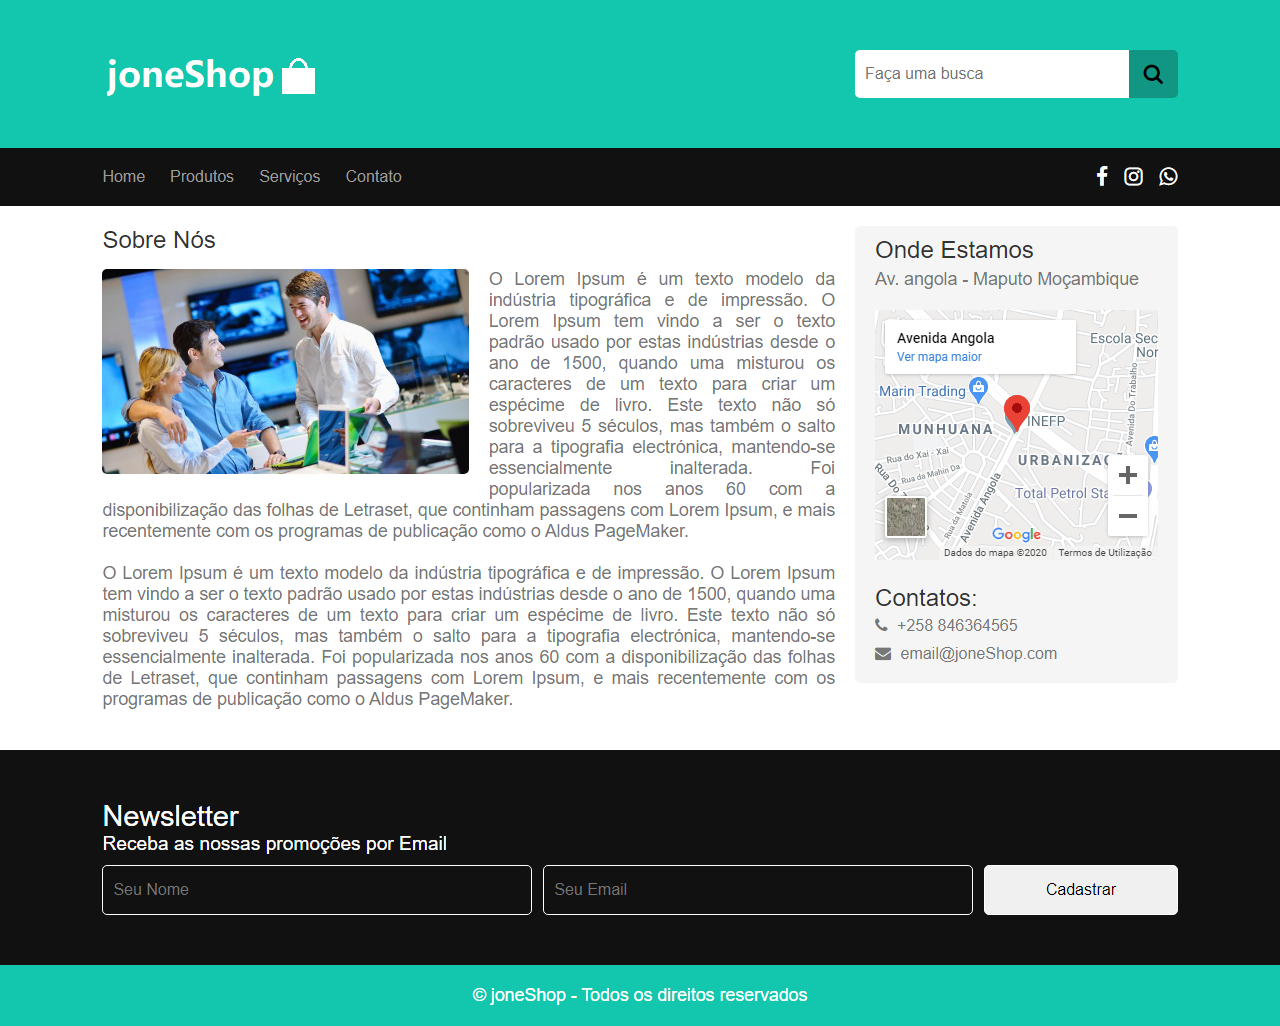 joneShop
Faça uma busca
Home Produtos Serviços Contato
Sobre Nós
O Lorem Ipsum é um texto modelo da
indústria tipográfica e de impressão. O
Lorem Ipsum tem vindo a ser o texto
padrão usado por estas indústrias desde o
ano de 1500, quando uma misturou os
caracteres de um texto para criar um
espécime de livro. Este texto não só
sobreviveu 5 séculos, mas também o salto
para a tipografia electrónica, mantendo-se
essencialmente inalterada. Foi
popularizada nos anos 60 com a
disponibilização das folhas de Letraset, que continham passagens com Lorem Ipsum, e mais
recentemente com os programas de publicação como o Aldus PageMaker.
O Lorem Ipsum é um texto modelo da indústria tipográfica e de impressão. O Lorem Ipsum
tem vindo a ser o texto padrão usado por estas indústrias desde o ano de 1500, quando uma
misturou os caracteres de um texto para criar um espécime de livro. Este texto não só
sobreviveu 5 séculos, mas também o salto para a tipografia electrónica, mantendo-se
essencialmente inalterada. Foi popularizada nos anos 60 com a disponibilização das folhas
de Letraset, que continham passagens com Lorem Ipsum, e mais recentemente com os
programas de publicação como o Aldus PageMaker.
Onde Estamos
Av. angola - Maputo Moçambique
Avenida Angola
Ver mapa maior
Escola Sec
Nor
Marin Trading
Avenida Do Trabalho
INEFP
MUNHUANA
Rua do Xai - Xai
URBANIZAÇ
Rua da Mahin Da
Rua Do
Total Petrol Sta
Rua da Matola
Avenida Angola
Google
Dados do mapa ©2020 Termos de Utilização
Contatos:
+258 846364565
email@joneShop.com
Newsletter
Receba as nossas promoções por Email
Seu Nome
Seu Email
Cadastrar
© joneShop - Todos os direitos reservados